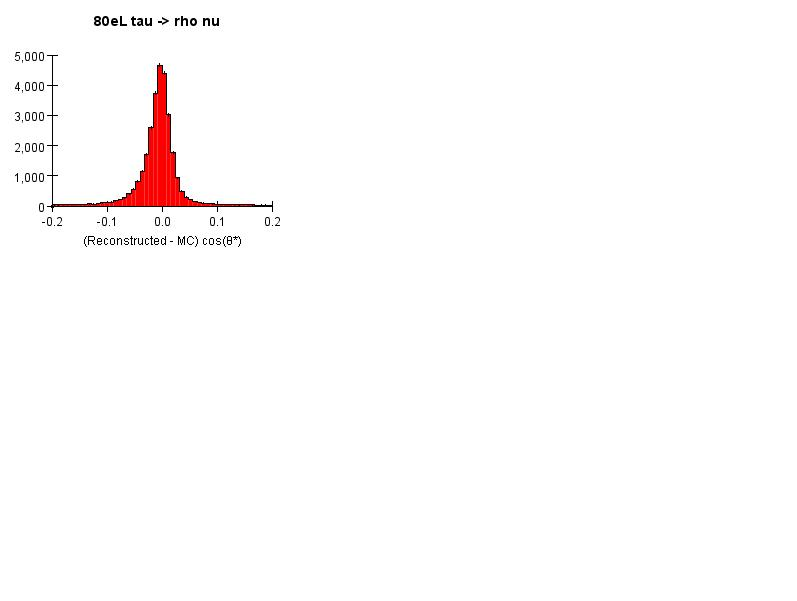 80eL tau -> rho nu
5,000
4,000
3,000
2,000
1,000
0
-0.2 -0.1 0.0 0.1 0.2
(Reconstructed - MC) cos(θ*)